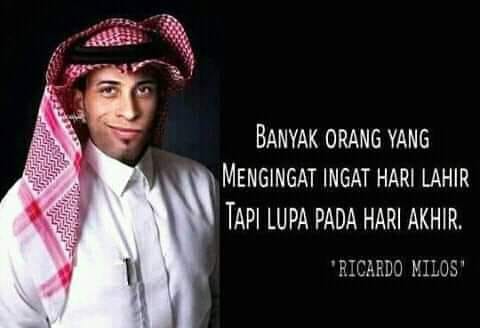 BANYAK ORANG YANG
MENGINGAT INGAT HARI LAHIR
TAPI LUPA PADA HARI AKHIR.
"RICARDO MILOS"